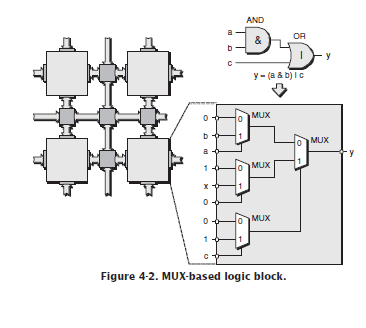 AND
a
b
c
&
OR
|
y
y = (a & b) | c
0
b
a
1
x
0
0
1
c
0
1
MUX
0
1
MUX
0
1
MUX
0
1
MUX
y
Figure 4-2. MUX-based logic block.